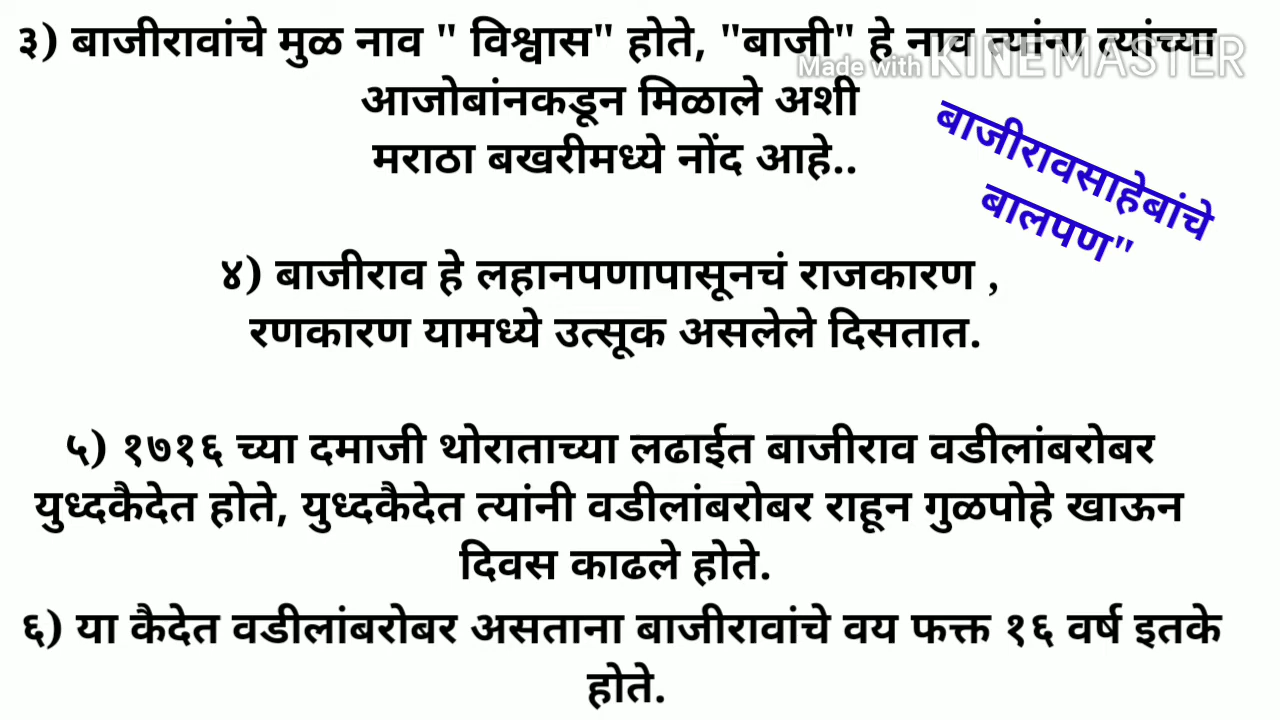 ३) बाजीरावांचे मुळ नाव " विश्वास" होते, "बाजी" हे नाव त्यांना त्यांच्या
Made with KINEMASTER
आजोबांनकडून मिळाले अशी
मराठा बखरीमध्ये नोंद आहे..
बाजीरावसाहेबांचे
बालपण"
४) बाजीराव हे लहानपणापासूनचं राजकारण ,
रणकारण यामध्ये उत्सूक असलेले दिसतात.
५) १७१६ च्या दमाजी थोराताच्या लढाईत बाजीराव वडीलांबरोबर
युध्दकैदेत होते, युध्दकैदेत त्यांनी वडीलांबरोबर राहून गुळपोहे खाऊन
दिवस काढले होते.
६) या कैदेत वडीलांबरोबर असताना बाजीरावांचे वय फक्त १६ वर्ष इतके
होते.